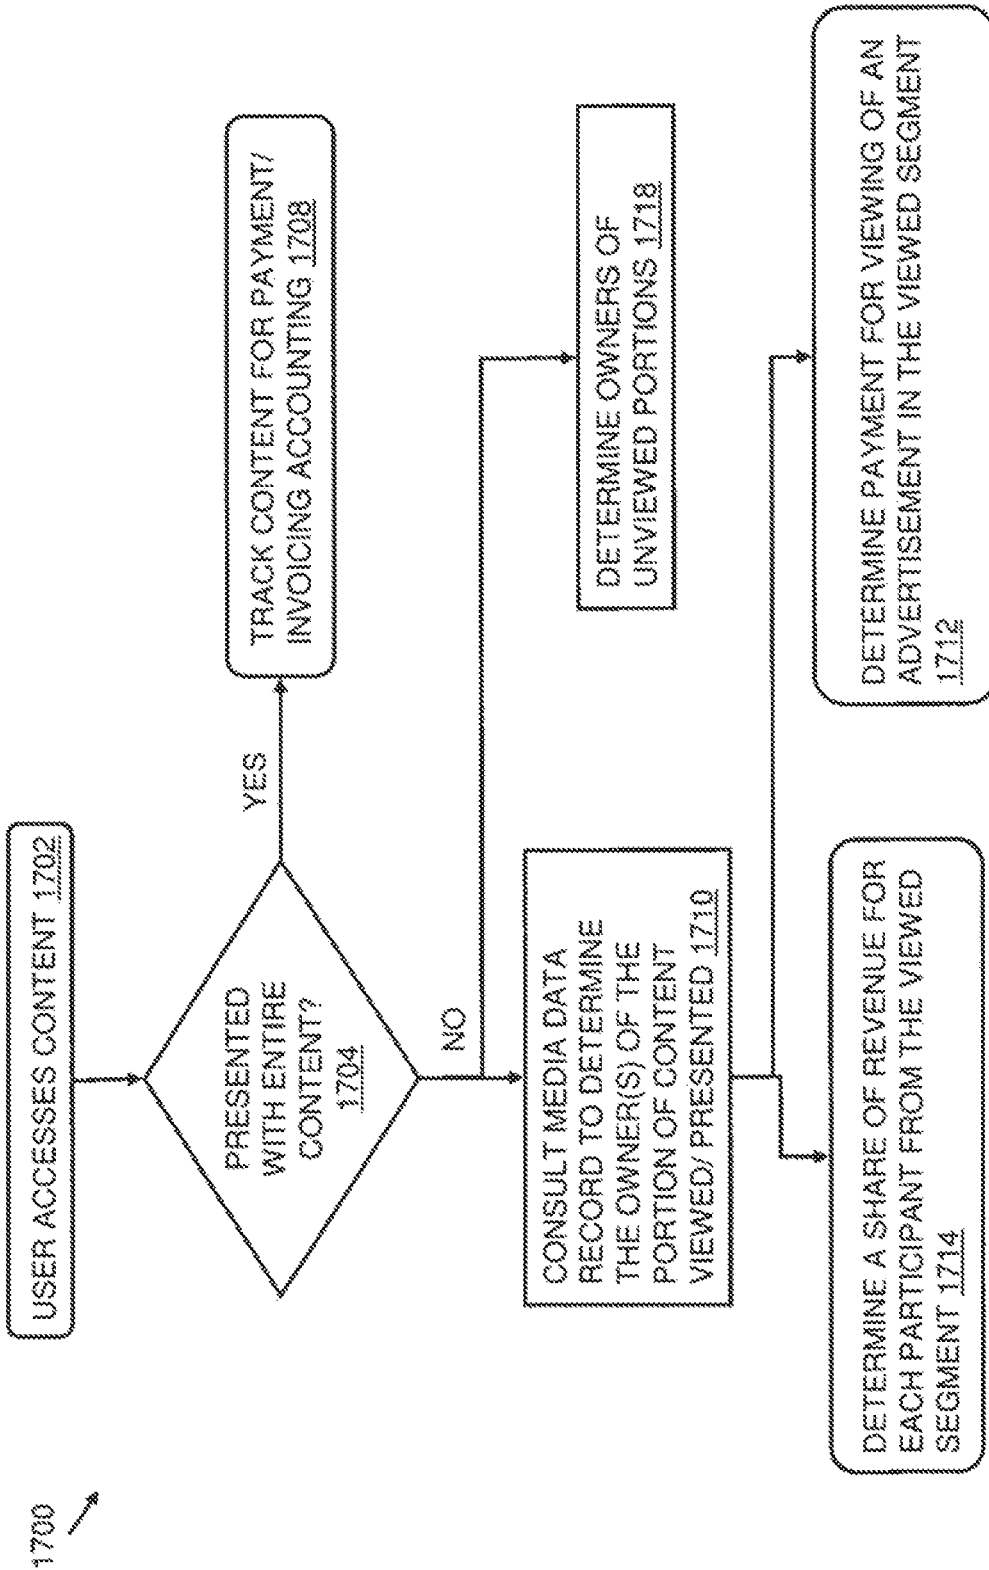 1700
USER ACCESSES CONTENT 1702
PRESENTED
WITH ENTIRE
CONTENT?
1704
YES
TRACK CONTENT FOR PAYMENT/
INVOICING ACCOUNTING 1708
NO
CONSULT MEDIA DATA
RECORD TO DETERMINE
THE OWNER(S) OF THE
PORTION OF CONTENT
VIEWED/ PRESENTED 1710
DETERMINE OWNERS OF
UNVIEWED PORTIONS 1718
DETERMINE A SHARE OF REVENUE FOR
EACH PARTICIPANT FROM THE VIEWED
SEGMENT 1714
DETERMINE PAYMENT FOR VIEWING OF AN
ADVERTISEMENT IN THE VIEWED SEGMENT
1712